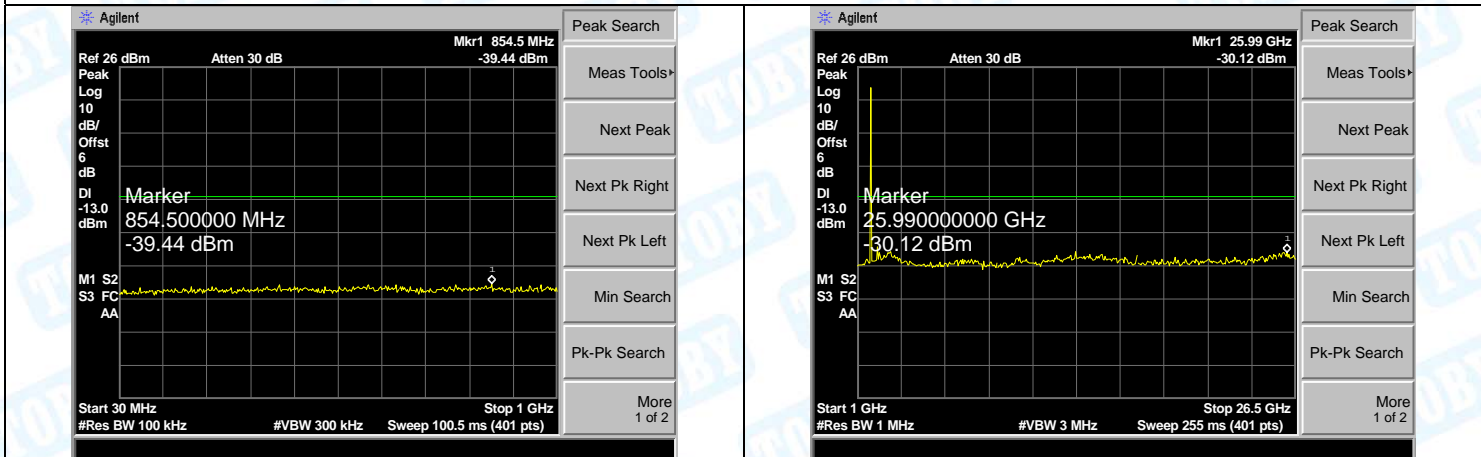 Agilent
Peak Search
Mkr1 854.5 MHz
Ref 26 dBm Atten 30 dB -39.44 dBm
Peak
Log
10
dB/
Offst
6
dB
DI
-13.0
dBm
Marker
854.500000 MHz
-39.44 dBm
1
M1 S2
S3 FC
AA
Start 30 MHz Stop 1 GHz
#Res BW 100 kHz #VBW 300 kHz Sweep 100.5 ms (401 pts)
Meas Tools
Next Peak
Next Pk Right
Next Pk Left
Min Search
Pk-Pk Search
More
1 of 2
Agilent
Peak Search
Mkr1 25.99 GHz
Ref 26 dBm Atten 30 dB -30.12 dBm
Peak
Log
10
dB/
Offst
6
dB
DI
-13.0
dBm
Marker
25.990000000 GHz
-30.12 dBm
1
M1 S2
S3 FC
AA
Start 1 GHz Stop 26.5 GHz
#Res BW 1 MHz #VBW 3 MHz Sweep 255 ms (401 pts)
Meas Tools
Next Peak
Next Pk Right
Next Pk Left
Min Search
Pk-Pk Search
More
1 of 2
TOBY